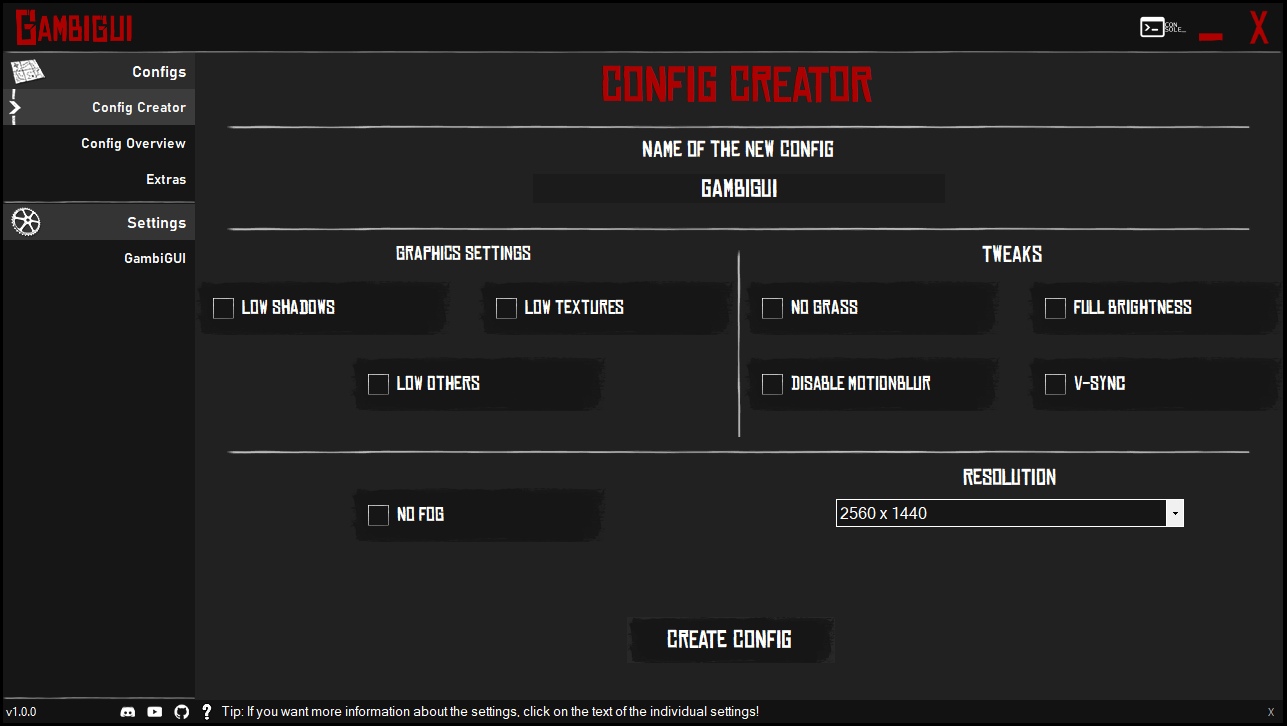 GAMBIGUI
CONSOLE_
X
Configs
Config Creator
Config Overview
Extras
Settings
GambiGUI
CONFIG CREATOR
NAME OF THE NEW CONFIG
GAMBIGUI
GRAPHICS SETTINGS
TWEAKS
LOW SHADOWS
LOW TEXTURES
NO GRASS
FULL BRIGHTNESS
LOW OTHERS
DISABLE MOTIONBLUR
V-SYNC
NO FOG
RESOLUTION
2560 x 1440
CREATE CONFIG
v1.0.0
? Tip: If you want more information about the settings, click on the text of the individual settings!
X